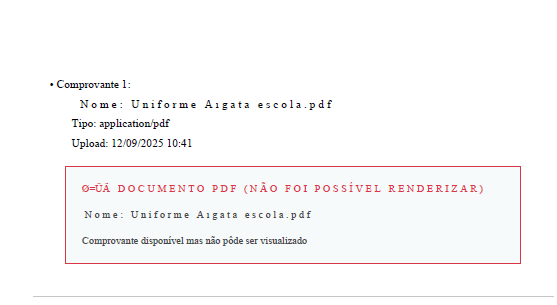 • Comprovante 1:
Nome: Uniforme Aıgata escola.pdf
Tipo: application/pdf
Upload: 12/09/2025 10:41
Ø=ÜÄ DOCUMENTO PDF (NÃO FOI POSSÍVEL RENDERIZAR)
Nome: Uniforme Aıgata escola.pdf
Comprovante disponível mas não pôde ser visualizado